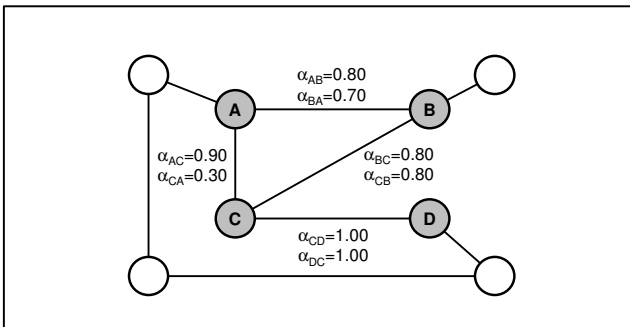 α_AB=0.80
α_BA=0.70
A
B
α_AC=0.90
α_CA=0.30
α_BC=0.80
α_CB=0.80
C
D
α_CD=1.00
α_DC=1.00